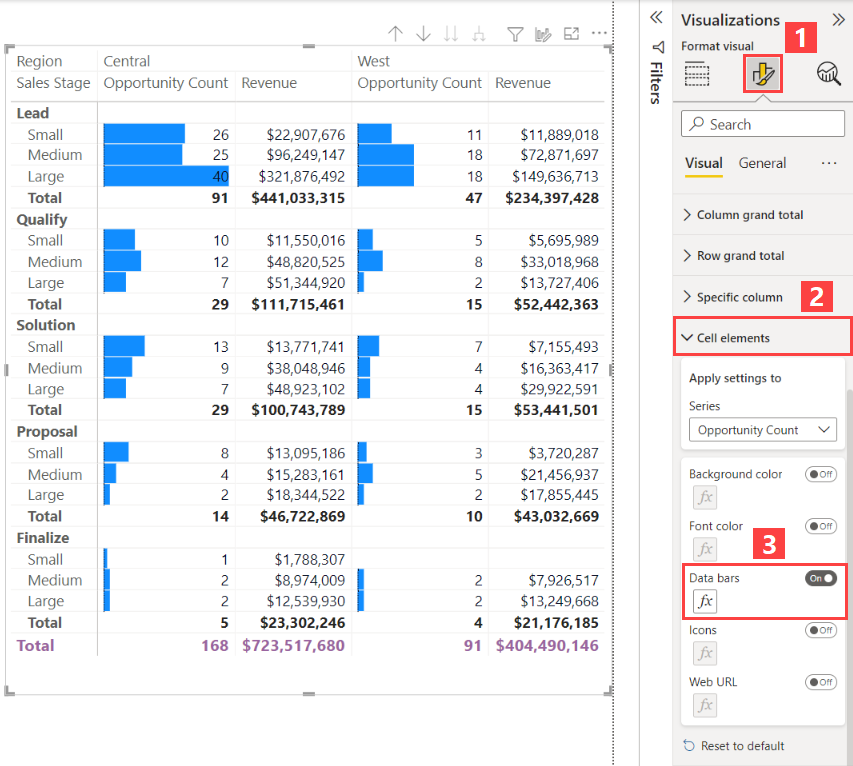 Region Central West
Sales Stage Opportunity Count Revenue Opportunity Count Revenue
Lead
Small 26 $22,907,676 11 $11,889,018
Medium 25 $96,249,147 18 $72,871,697
Large 40 $321,876,492 18 $149,636,713
Total 91 $441,033,315 47 $234,397,428
Qualify
Small 10 $11,550,016 5 $5,695,989
Medium 12 $48,820,525 8 $33,018,968
Large 7 $51,344,920 2 $13,727,406
Total 29 $111,715,461 15 $52,442,363
Solution
Small 13 $13,771,741 7 $7,155,493
Medium 9 $38,048,946 4 $16,363,417
Large 7 $48,923,102 4 $29,922,591
Total 29 $100,743,789 15 $53,441,501
Proposal
Small 8 $13,095,186 3 $3,720,287
Medium 4 $15,283,161 5 $21,456,937
Large 2 $18,344,522 2 $17,855,445
Total 14 $46,722,869 10 $43,032,669
Finalize
Small 1 $1,788,307
Medium 2 $8,974,009 2 $7,926,517
Large 2 $12,539,930 2 $13,249,668
Total 5 $23,302,246 4 $21,176,185
Total 168 $723,517,680 91 $404,490,146
Filters
Visualizations
Format visual
1
Search
Visual General
Column grand total
Row grand total
Specific column
2
Cell elements
Apply settings to
Series
Opportunity Count
Background color Off
fx
Font color Off
fx
3
Data bars On
fx
Icons Off
fx
Web URL Off
fx
Reset to default